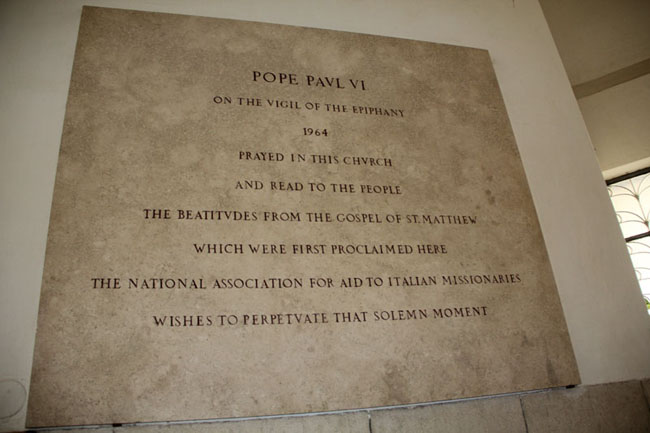 POPE PAVL VI
ON THE VIGIL OF THE EPIPHANY
1964
PRAYED IN THIS CHVRCH
AND READ TO THE PEOPLE
THE BEATITVDES FROM THE GOSPEL OF ST. MATTHEW
WHICH WERE FIRST PROCLAIMED HERE
THE NATIONAL ASSOCIATION FOR AID TO ITALIAN MISSIONARIES
WISHES TO PERPETVATE THAT SOLEMN MOMENT